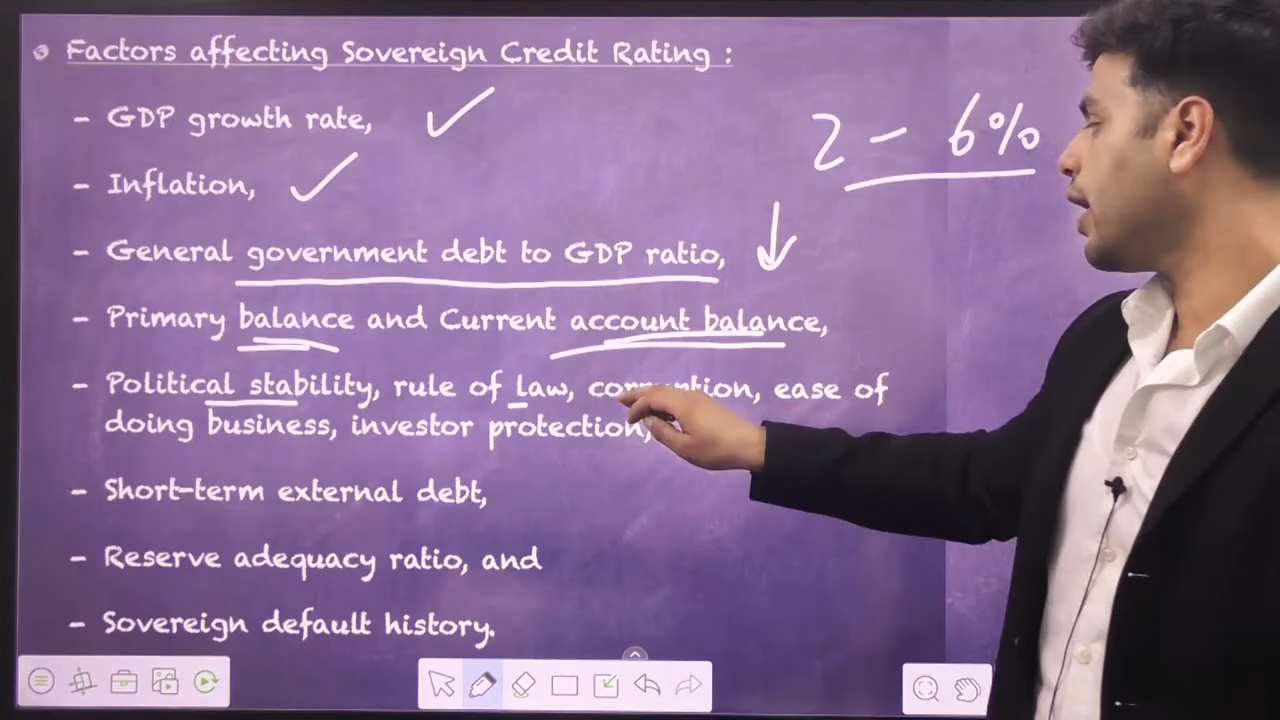 Factors affecting Sovereign Credit Rating :
- GDP growth rate,
2 - 6%
- Inflation,
- General government debt to GDP ratio,
- Primary balance and Current account balance,
- Political stability, rule of law, corruption, ease of
doing business, investor protection,
- Short-term external debt,
- Reserve adequacy ratio, and
- Sovereign default history.